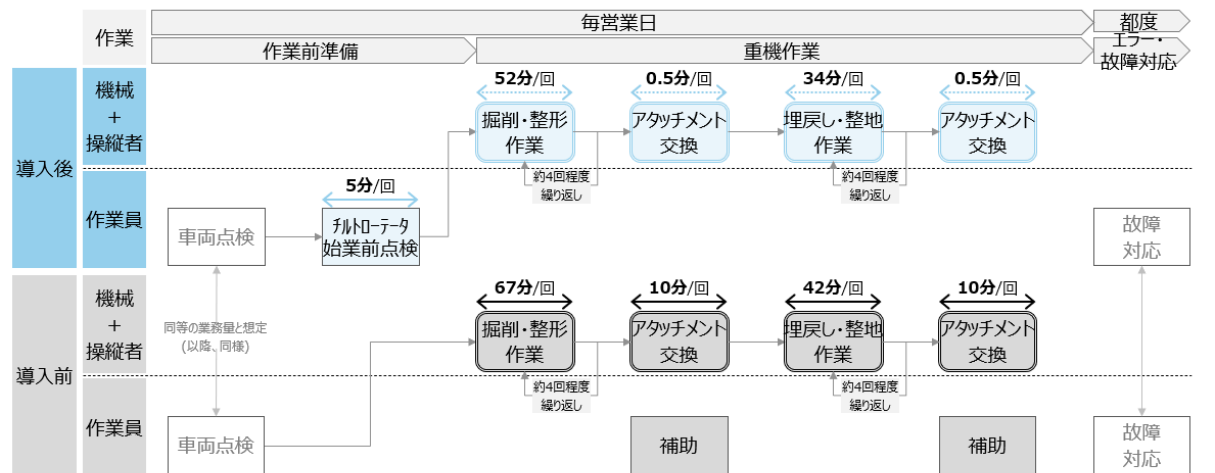 作業
毎営業日
都度
作業前準備
重機作業
エラー・
故障対応
導入後
機械
+
操縦者
52分/回
0.5分/回
34分/回
0.5分/回
掘削・整形
作業
アタッチメント
交換
埋戻し・整地
作業
アタッチメント
交換
約4回程度
繰り返し
約4回程度
繰り返し
作業員
5分/回
車両点検
チルトローテータ
始業前点検
故障
対応
導入前
機械
+
操縦者
同等の業務量と想定
(以降、同様)
67分/回
10分/回
42分/回
10分/回
掘削・整形
作業
アタッチメント
交換
埋戻し・整地
作業
アタッチメント
交換
約4回程度
繰り返し
約4回程度
繰り返し
作業員
車両点検
補助
補助
故障
対応